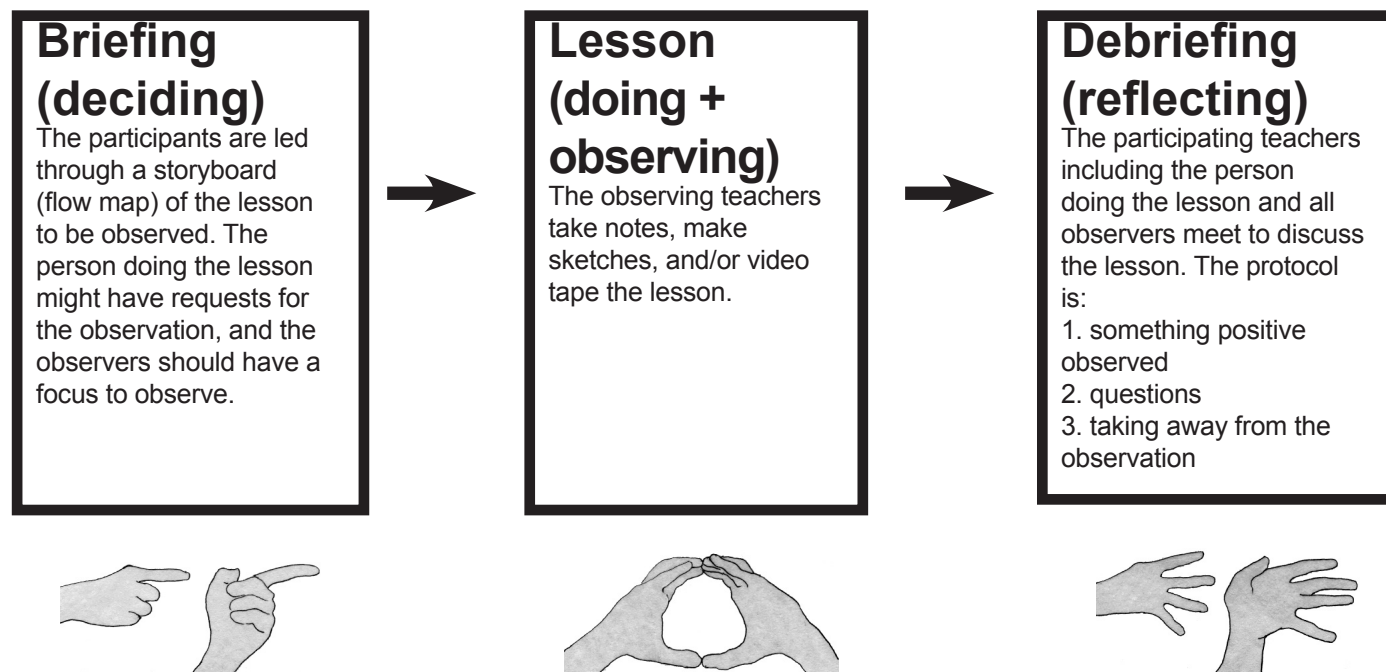 Briefing
(deciding)
The participants are led
through a storyboard
(flow map) of the lesson
to be observed. The
person doing the lesson
might have requests for
the observation, and the
observers should have a
focus to observe.
Lesson
(doing +
observing)
The observing teachers
take notes, make
sketches, and/or video
tape the lesson.
Debriefing
(reflecting)
The participating teachers
including the person
doing the lesson and all
observers meet to discuss
the lesson. The protocol
is:
1. something positive
observed
2. questions
3. taking away from the
observation